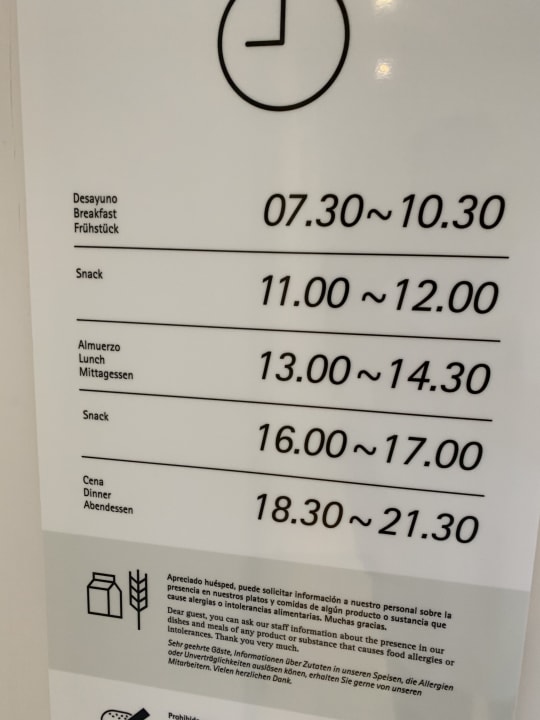 Desayuno
Breakfast
Frühstück
07.30~10.30
Snack
11.00 ~12.00
Almuerzo
Lunch
Mittagessen
13.00~14.30
Snack
16.00~17.00
Cena
Dinner
Abendessen
18.30~21.30
Apreciado huésped, puede solicitar información a nuestro personal sobre la
presencia en nuestros platos y comidas de algún producto o sustancia que
cause alergias o intolerancias alimentarias. Muchas gracias.
Dear guest, you can ask our staff information about the presence in our
dishes and meals of any product or substance that causes food allergies or
intolerances. Thank you very much.
Sehr geehrte Gäste, Informationen über Zutaten in unseren Speisen, die Allergien
oder Unverträglichkeiten auslösen könen, erhalten Sie gerne von unseren
Mitarbeitern. Vielen herzlichen Dank.